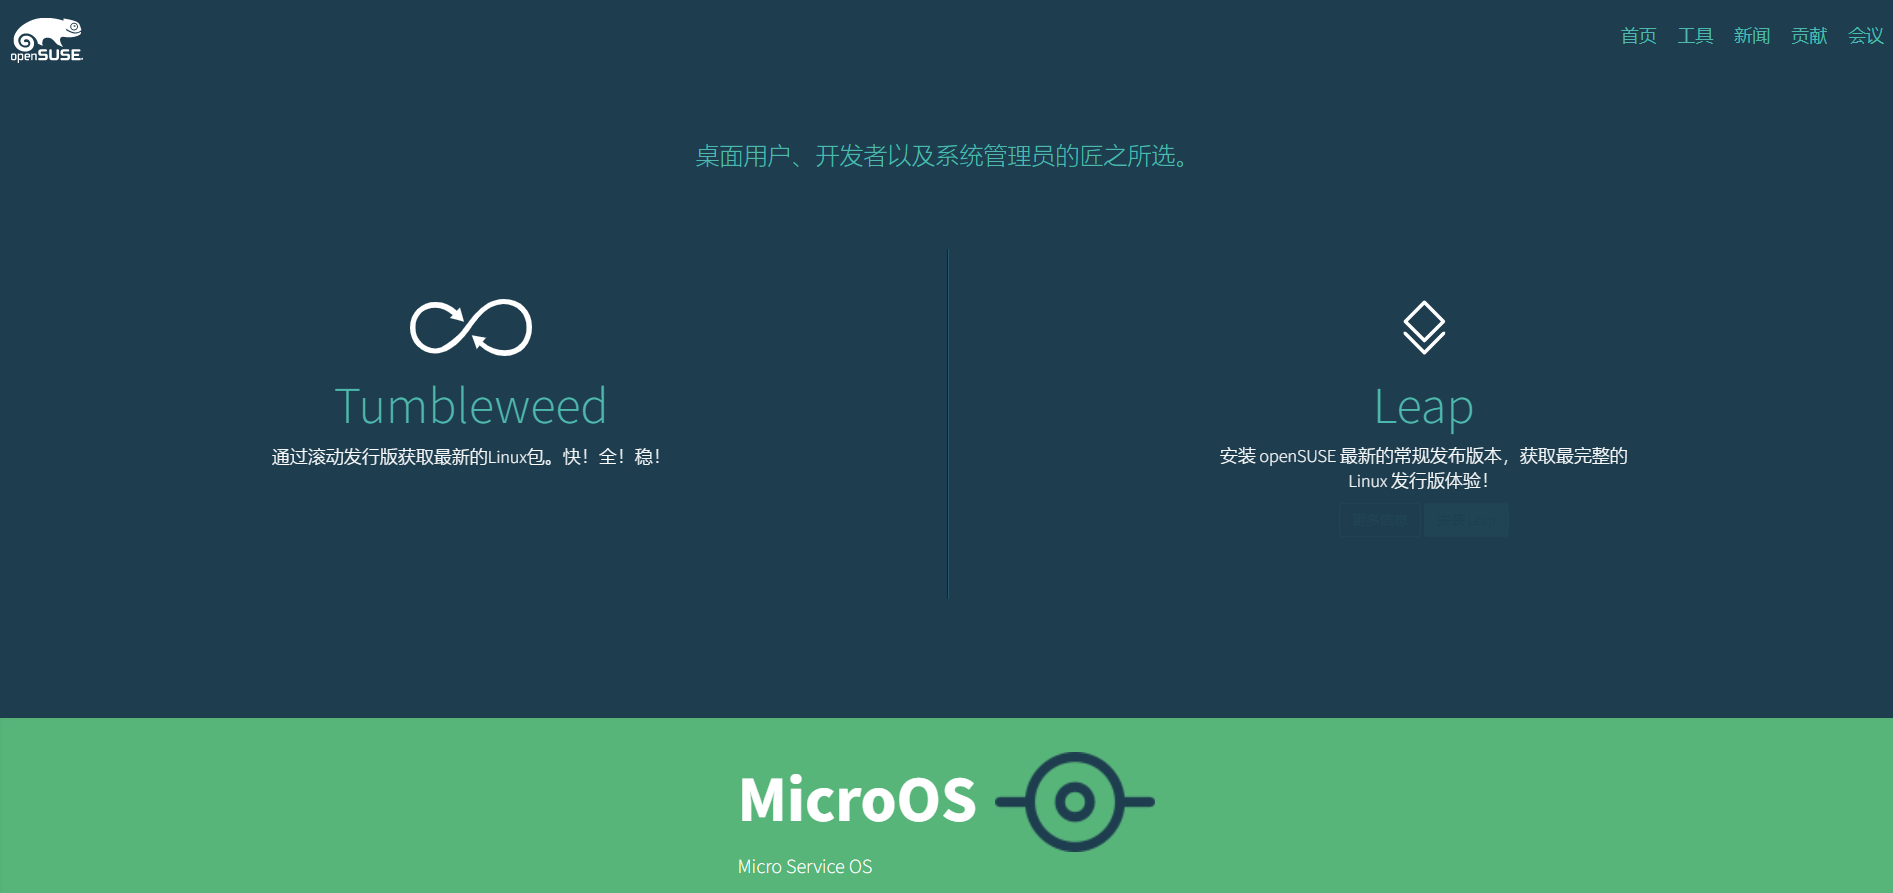 openSUSE
首页 工具 新闻 贡献 会议
桌面用户、开发者以及系统管理员的匠之所选。
Tumbleweed
通过滚动发行版获取最新的Linux包。快！全！稳！
Leap
安装 openSUSE 最新的常规发布版本，获取最完整的
Linux 发行版体验！
MicroOS
Micro Service OS